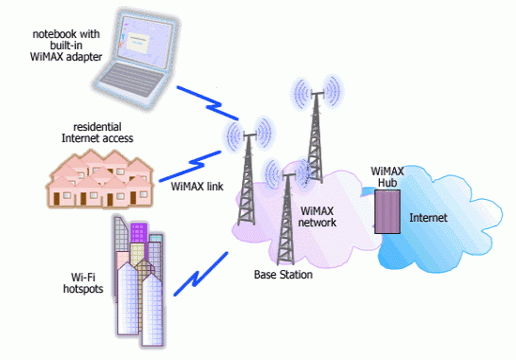 notebook with
built-in
WiMAX adapter
residential
Internet access
WiMAX link
WiMAX
Hub
WiMAX
network
Internet
Base Station
Wi-Fi
hotspots